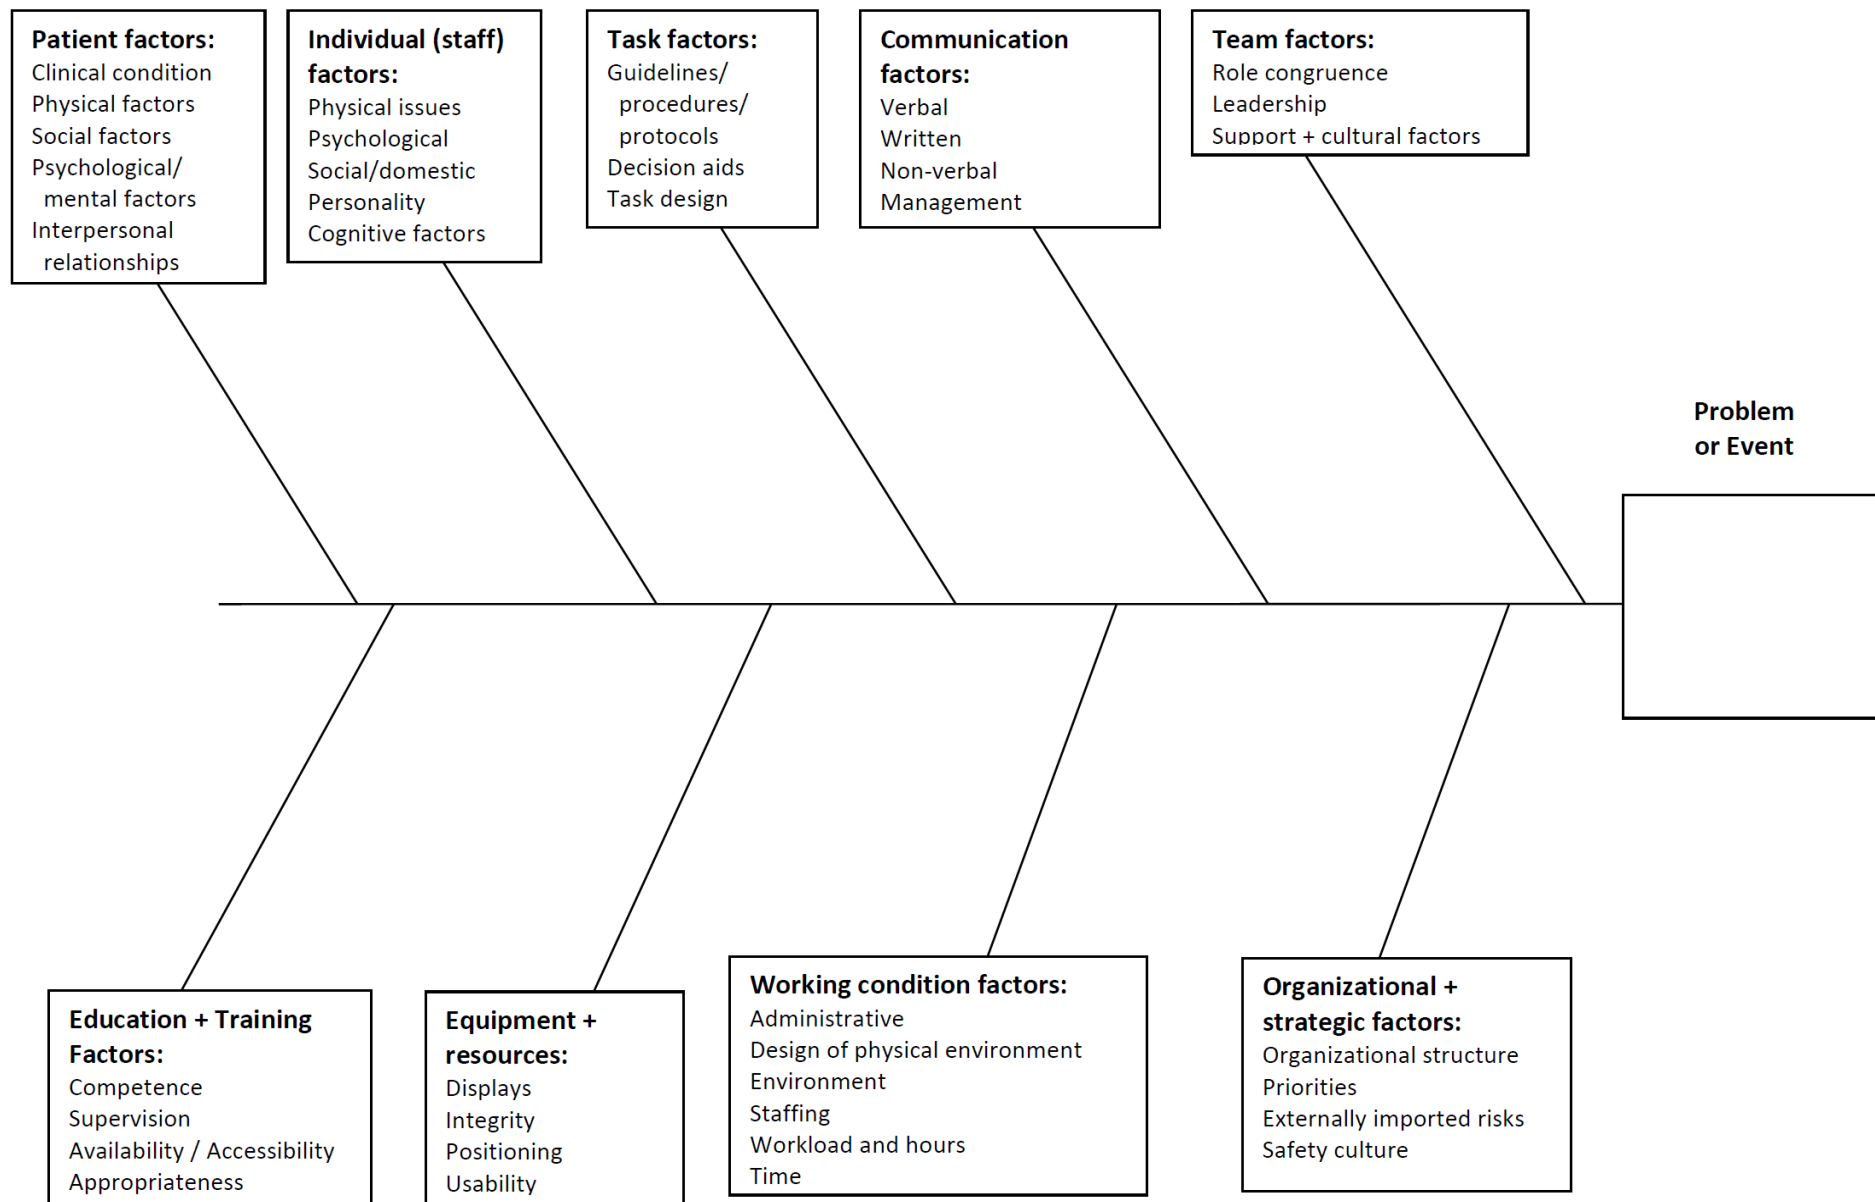 Patient factors:
Clinical condition
Physical factors
Social factors
Psychological/
mental factors
Interpersonal
relationships
Individual (staff)
factors:
Physical issues
Psychological
Social/domestic
Personality
Cognitive factors
Task factors:
Guidelines/
procedures/
protocols
Decision aids
Task design
Communication
factors:
Verbal
Written
Non-verbal
Management
Team factors:
Role congruence
Leadership
Support + cultural factors
Problem
or Event
Education + Training
Factors:
Competence
Supervision
Availability / Accessibility
Appropriateness
Equipment +
resources:
Displays
Integrity
Positioning
Usability
Working condition factors:
Administrative
Design of physical environment
Environment
Staffing
Workload and hours
Time
Organizational +
strategic factors:
Organizational structure
Priorities
Externally imported risks
Safety culture